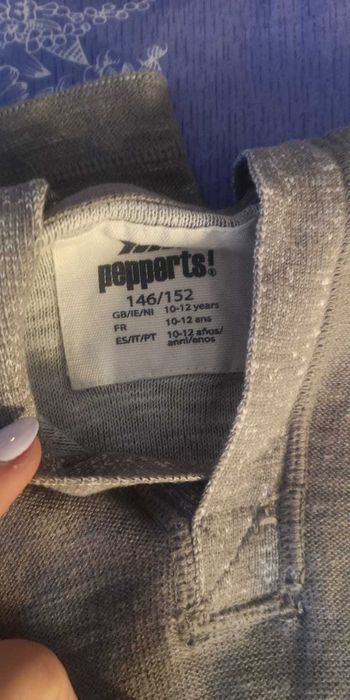 pepperts!®
146/152
GB/IE/NI 10-12 years
FR 10-12 ans
ES/IT/PT 10-12 años/
anni/anos